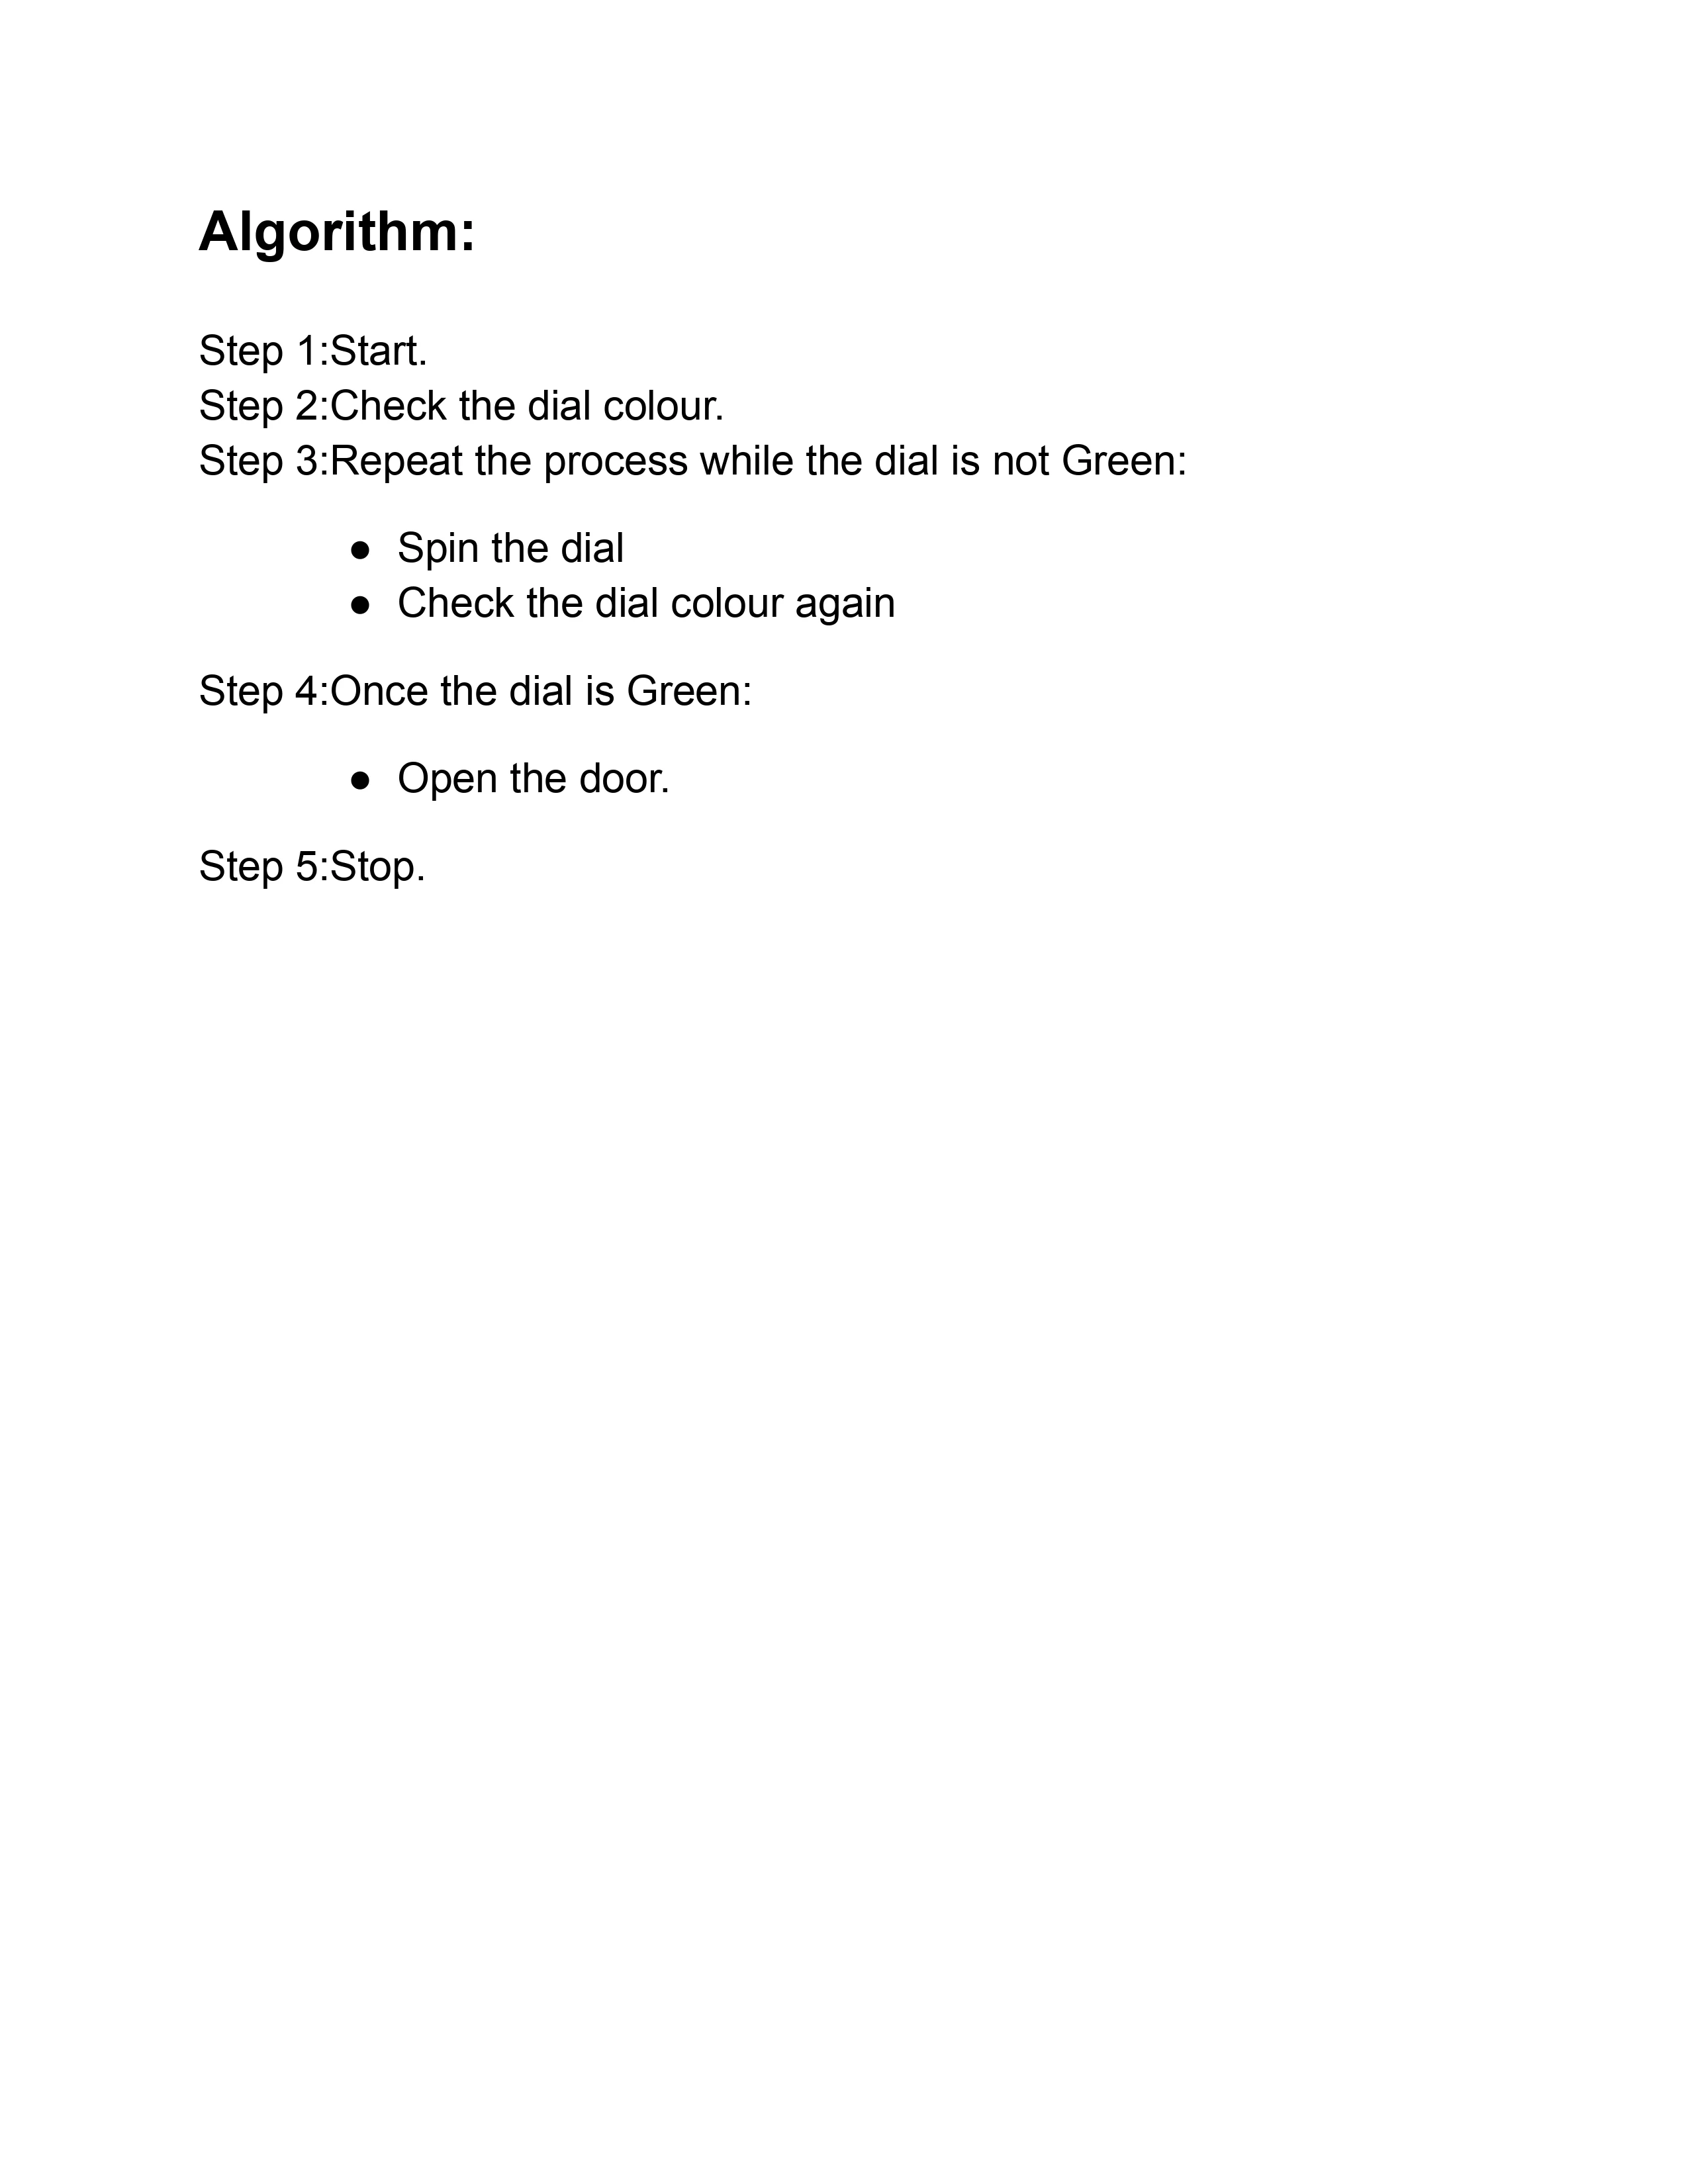 Algorithm:
Step 1:Start.
Step 2:Check the dial colour.
Step 3:Repeat the process while the dial is not Green:
● Spin the dial
● Check the dial colour again
Step 4:Once the dial is Green:
● Open the door.
Step 5:Stop.